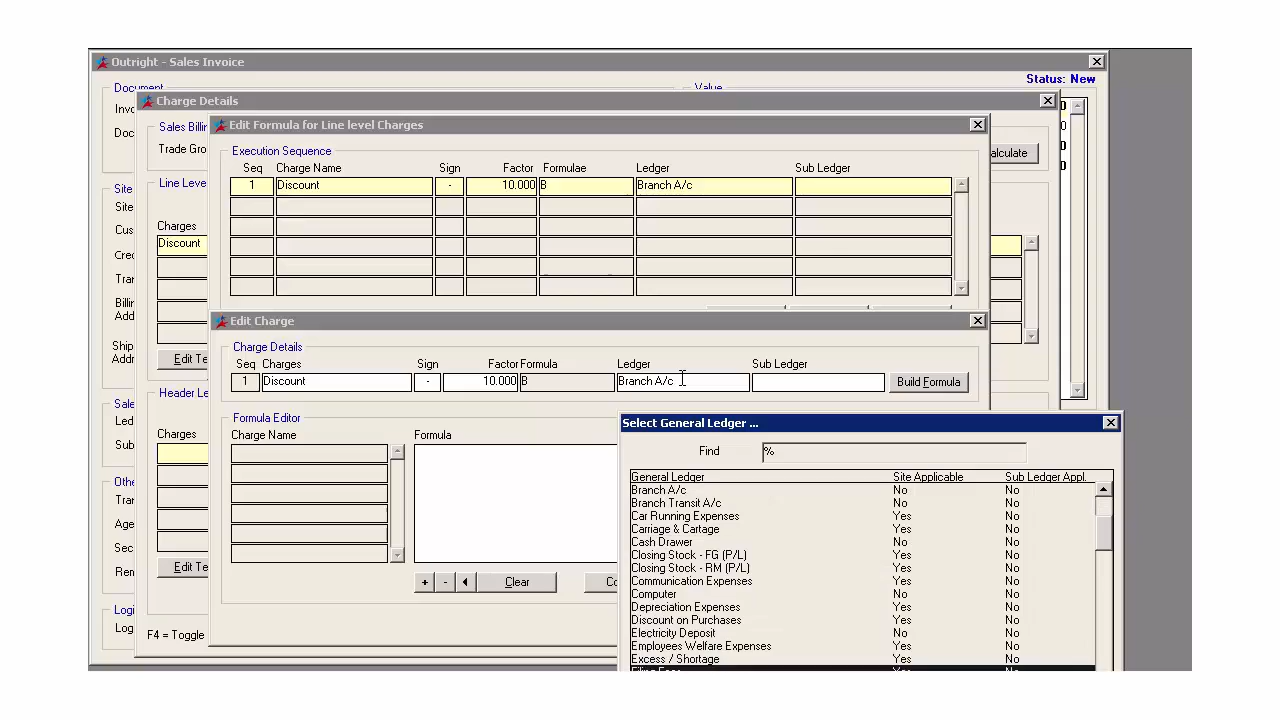 Outright - Sales Invoice
Status: New
Document
Value
Charge Details
Sales Billin
Trade Gro
alculate
Line Level
Charges
Discount
Edit Te
Header Le
Charges
Edit Te
F4 = Toggle
Site
Site
Cus
Cred
Tran
Billin
Add
Ship
Addr
Sale
Led
Sub
Othe
Tran
Age
Sec
Ren
Logi
Log
Edit Formula for Line level Charges
Execution Sequence
Seq Charge Name Sign Factor Formulae Ledger Sub Ledger
1 Discount - 10.000 B Branch A/c
Edit Charge
Charge Details
Seq Charges Sign Factor Formula Ledger Sub Ledger
1 Discount - 10.000 B Branch A/c Build Formula
Formula Editor
Charge Name Formula
+ - Clear Co
Select General Ledger ...
Find %
General Ledger Site Applicable Sub Ledger Appl.
Branch A/c No No
Branch Transit A/c No No
Car Running Expenses Yes No
Carriage & Cartage Yes No
Cash Drawer No No
Closing Stock - FG (P/L) Yes No
Closing Stock - RM (P/L) Yes No
Communication Expenses Yes No
Computer No No
Depreciation Expenses Yes No
Discount on Purchases Yes No
Electricity Deposit No No
Employees Welfare Expenses Yes No
Excess / Shortage Yes No